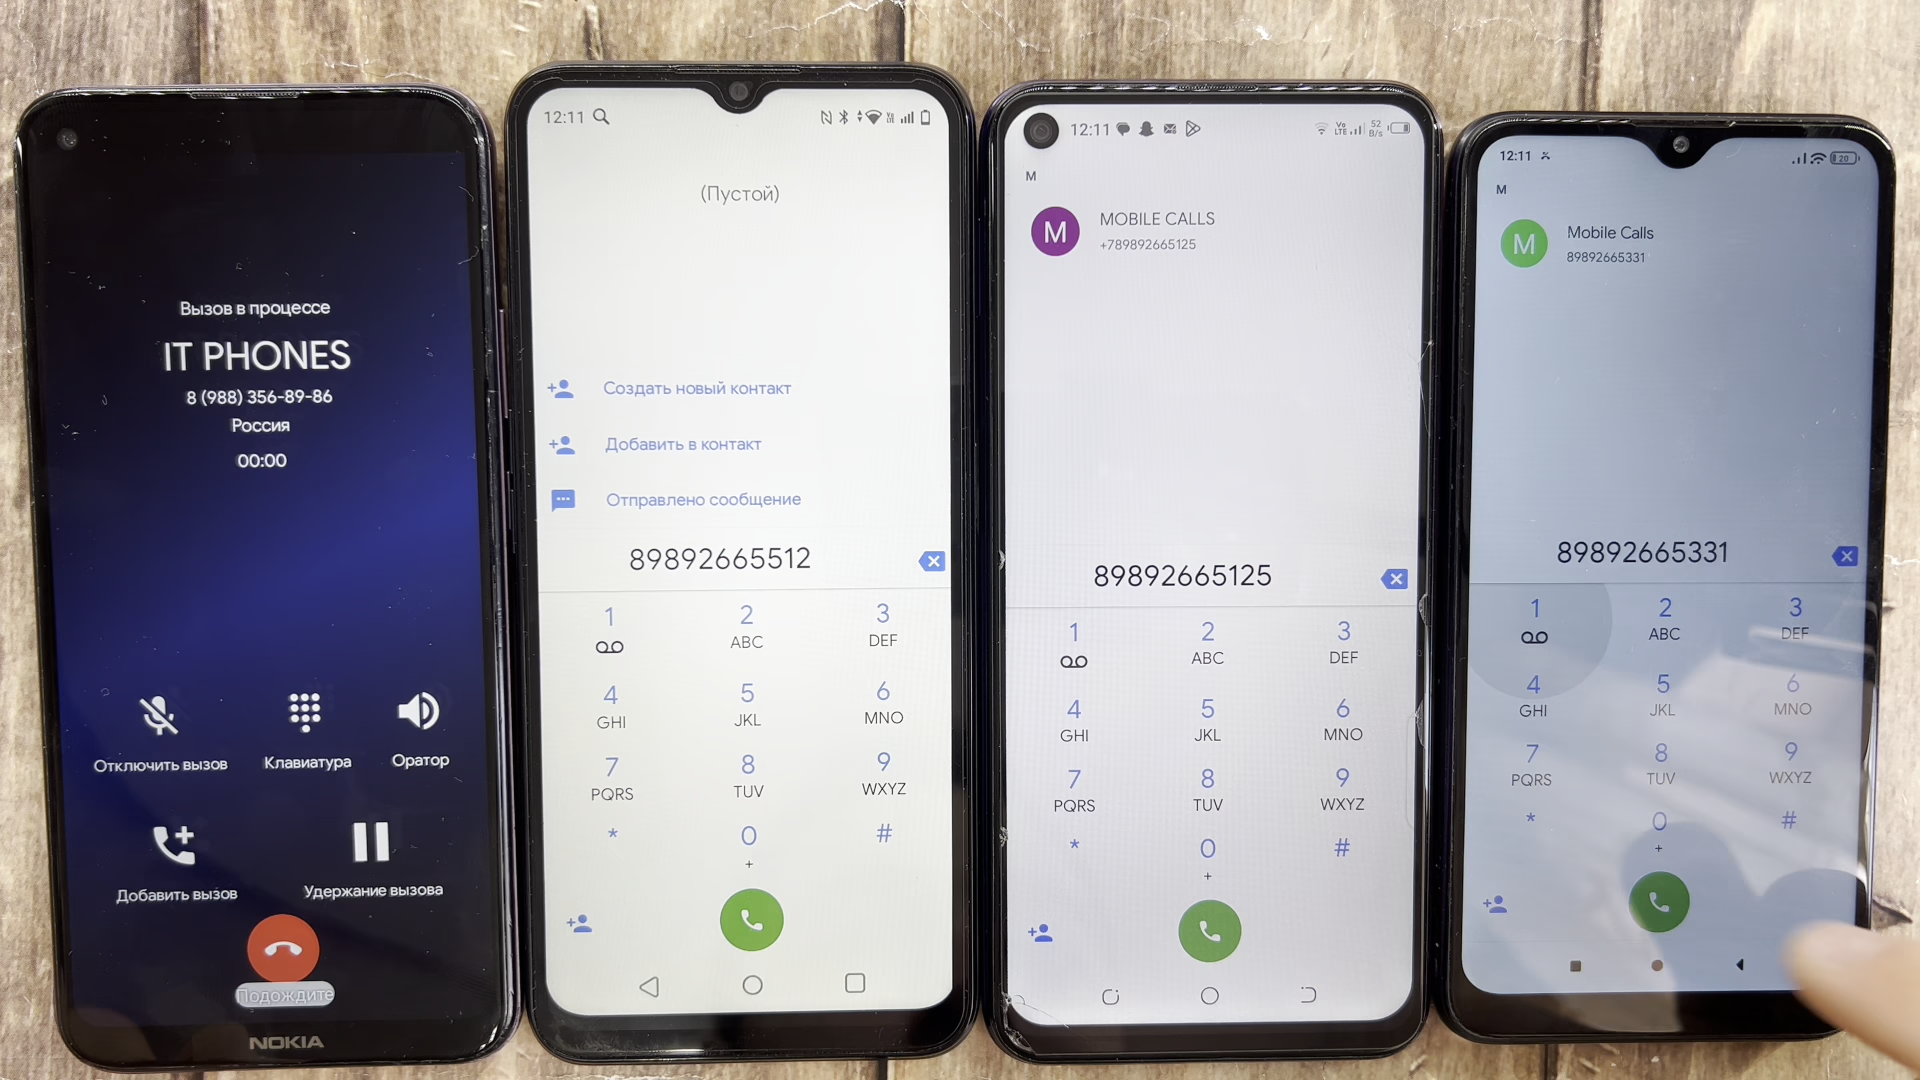 Вызов в процессе
IT PHONES
8 (988) 356-89-86
Россия
00:00
Отключить вызов
Клавиатура
Оратор
Добавить вызов
Удержание вызова
Подождите
NOKIA
12:11
(Пустой)
Создать новый контакт
Добавить в контакт
Отправлено сообщение
89892665512
1
2
3
ABC
DEF
4
5
6
GHI
JKL
MNO
7
8
9
PQRS
TUV
WXYZ
*
0
#
+
12:11
Vo LTE
52 B/s
M
M
MOBILE CALLS
+789892665125
89892665125
1
2
3
ABC
DEF
4
5
6
GHI
JKL
MNO
7
8
9
PQRS
TUV
WXYZ
*
0
#
+
12:11
20
M
M
Mobile Calls
89892665331
89892665331
1
2
3
ABC
DEF
4
5
6
GHI
JKL
MNO
7
8
9
PQRS
TUV
WXYZ
*
0
#
+